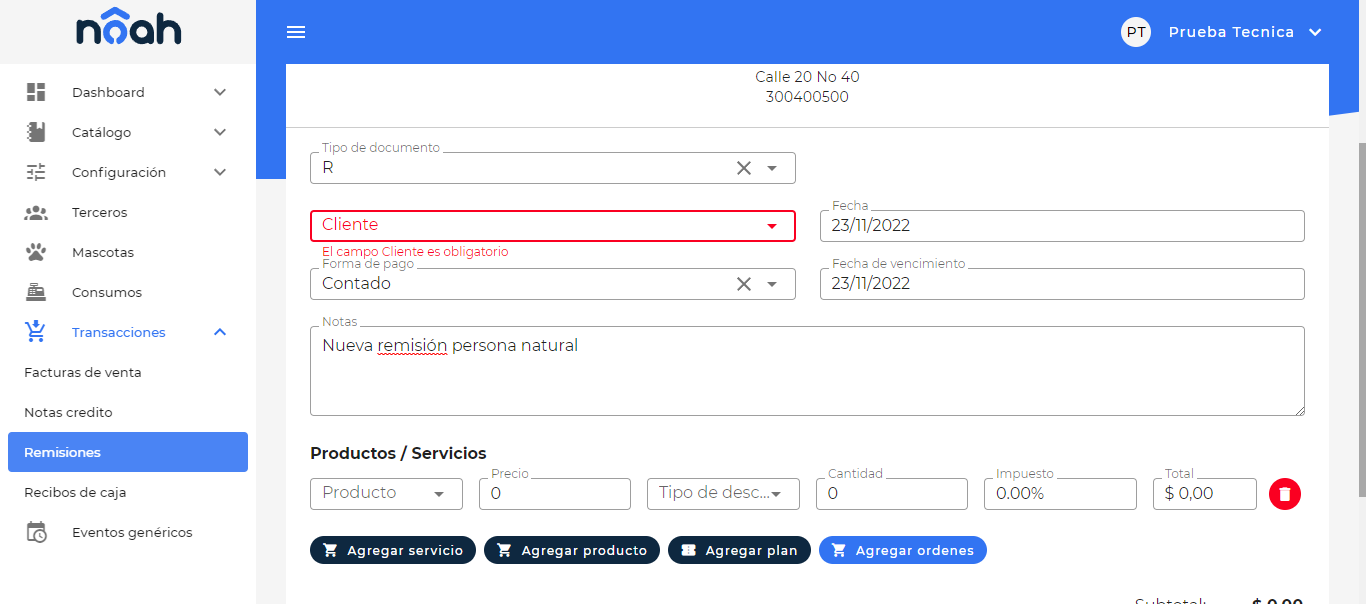 nôah
PT Prueba Tecnica
Dashboard
Catálogo
Configuración
Terceros
Mascotas
Consumos
Transacciones
Facturas de venta
Notas credito
Remisiones
Recibos de caja
Eventos genéricos
Calle 20 No 40
300400500
Tipo de documento
R
Cliente
El campo Cliente es obligatorio
Fecha
23/11/2022
Forma de pago
Contado
Fecha de vencimiento
23/11/2022
Notas
Nueva remisión persona natural
Productos / Servicios
Producto
Precio
0
Tipo de desc...
Cantidad
0
Impuesto
0.00%
Total
$ 0,00
Agregar servicio
Agregar producto
Agregar plan
Agregar ordenes
Subtotal: $ 0,00